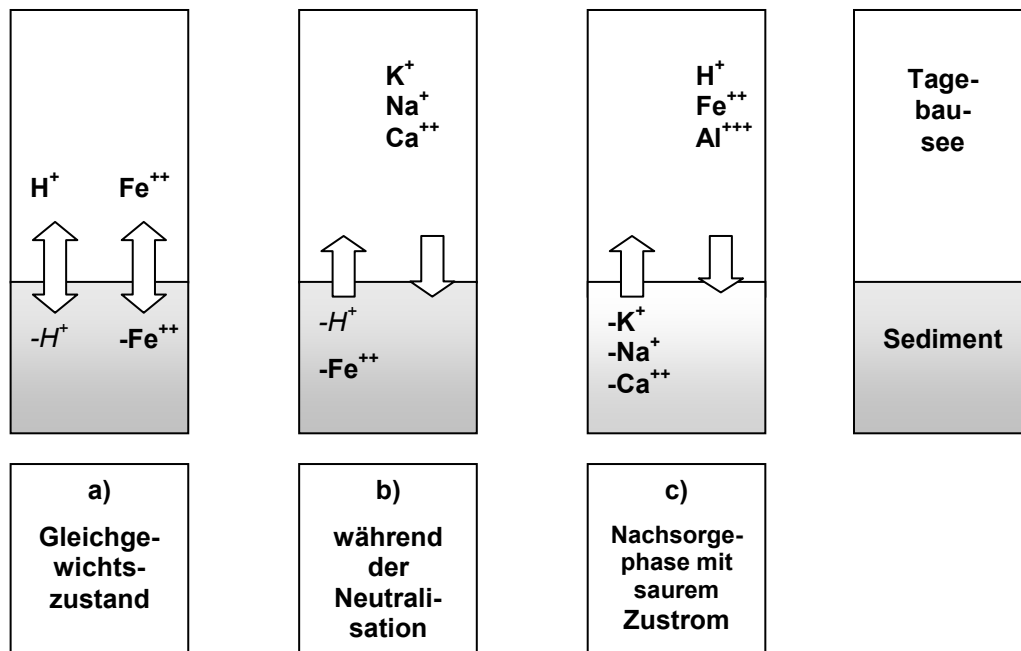 H⁺ Fe⁺⁺
-H⁺ -Fe⁺⁺
a)
Gleichge-
wichts-
zustand
K⁺
Na⁺
Ca⁺⁺
-H⁺
-Fe⁺⁺
b)
während
der
Neutrali-
sation
H⁺
Fe⁺⁺
Al⁺⁺⁺
-K⁺
-Na⁺
-Ca⁺⁺
c)
Nachsorge-
phase mit
saurem
Zustrom
Tage-
bau-
see
Sediment